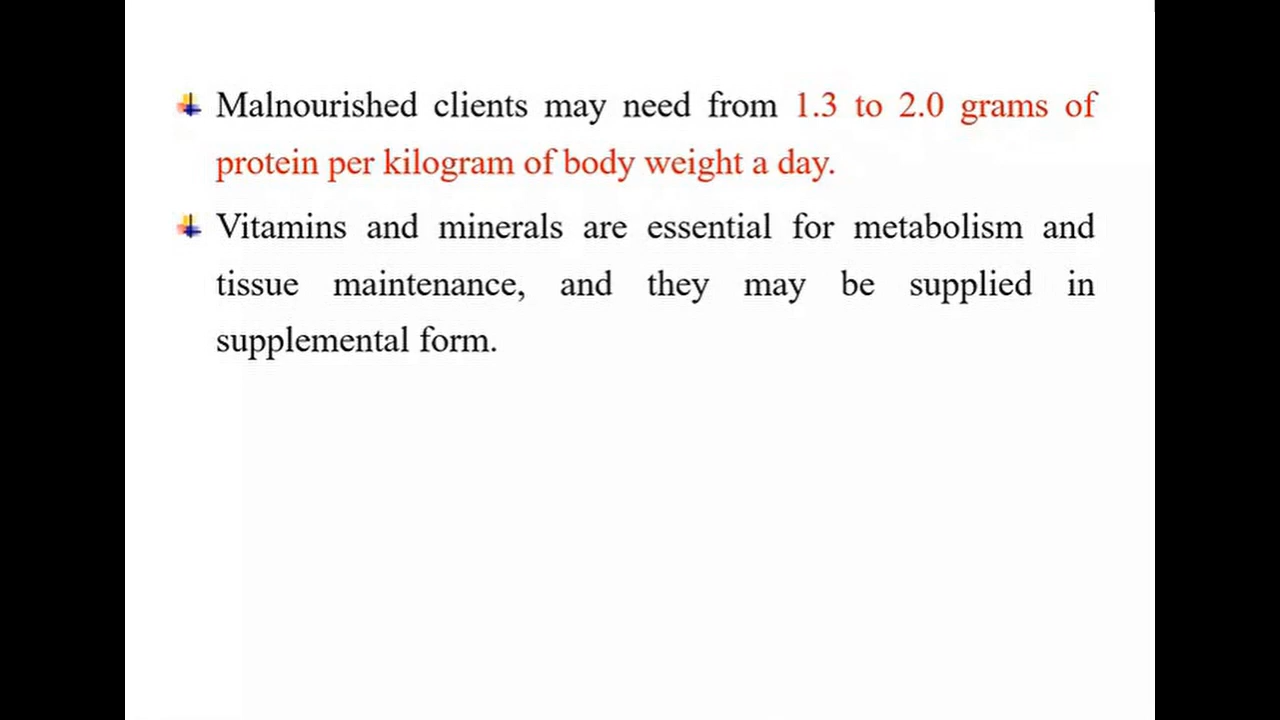 Malnourished clients may need from 1.3 to 2.0 grams of
protein per kilogram of body weight a day.
Vitamins and minerals are essential for metabolism and
tissue maintenance, and they may be supplied in
supplemental form.